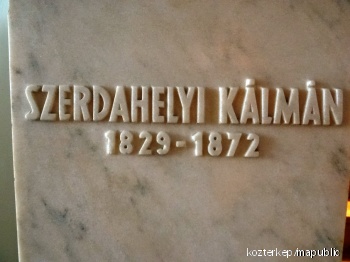 SZERDAHELYI KÁLMÁN
1829-1872
kozterkep/mapublic